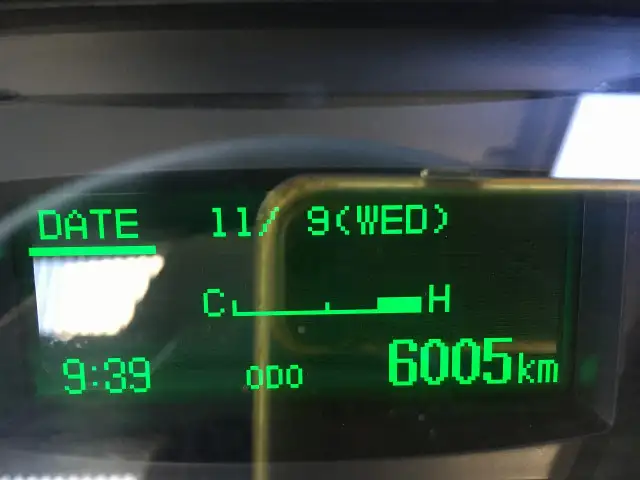 DATE 11/ 9(WED)
C H
9:39 ODO 6005km